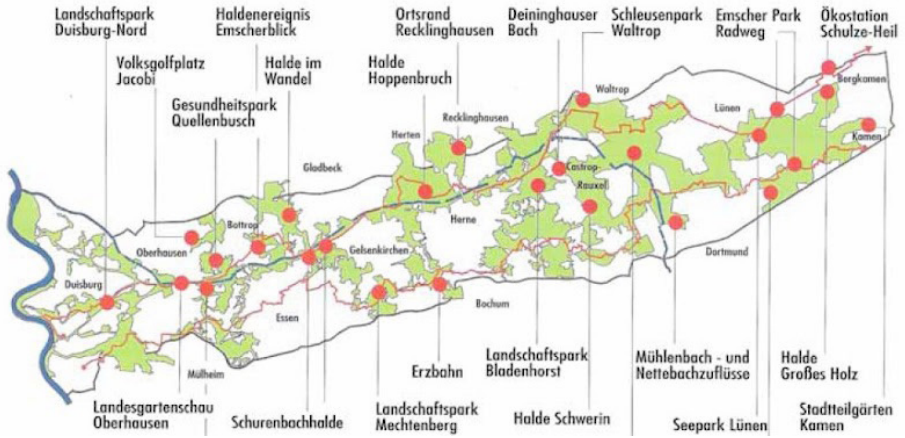 Landschaftspark
Duisburg-Nord
Haldenereignis
Emscherblick
Ortsrand
Recklinghausen
Deininghauser
Bach
Schleusenpark
Waltrop
Emscher Park
Radweg
Ökostation
Schulze-Heil
Volksgolfplatz
Jacobi
Halde im
Wandel
Halde
Hoppenbruch
Gesundheitspark
Quellenbusch
Waltrop
Bergkamen
Lünen
Recklinghausen
Herten
Kamen
Gladbeck
Castrop
Rauxell
Herne
Bottrop
Oberhausen
Gelsenkirchen
Dortmund
Duisburg
Bochum
Essen
Mülheim
Erzbahn
Landschaftspark
Bladenhorst
Mühlenbach - und
Nettebachzuflüsse
Halde
Großes Holz
Landesgartenschau
Oberhausen
Schurenbachhalde
Landschaftspark
Mechtenberg
Halde Schwerin
Seepark Lünen
Stadtteilgärten
Kamen